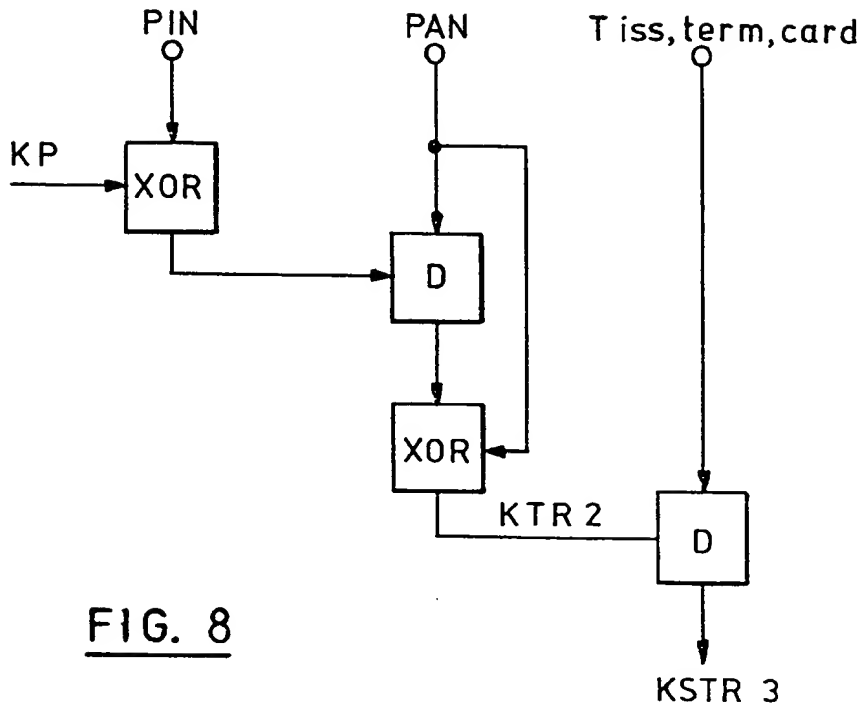 PIN
PAN
T iss, term, card
KP
XOR
D
XOR
KTR 2
D
FIG. 8
KSTR 3